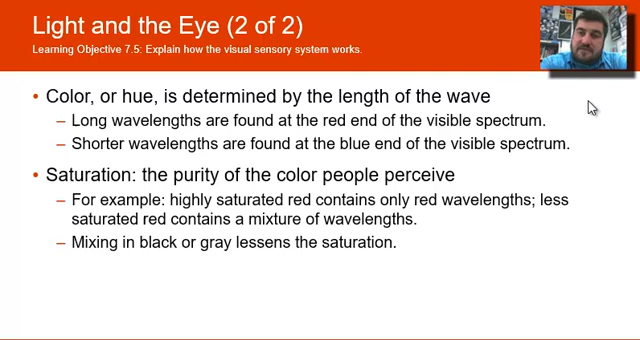 Light and the Eye (2 of 2)
Learning Objective 7.5: Explain how the visual sensory system works.
• Color, or hue, is determined by the length of the wave
– Long wavelengths are found at the red end of the visible spectrum.
– Shorter wavelengths are found at the blue end of the visible spectrum.
• Saturation: the purity of the color people perceive
– For example: highly saturated red contains only red wavelengths; less
saturated red contains a mixture of wavelengths.
– Mixing in black or gray lessens the saturation.